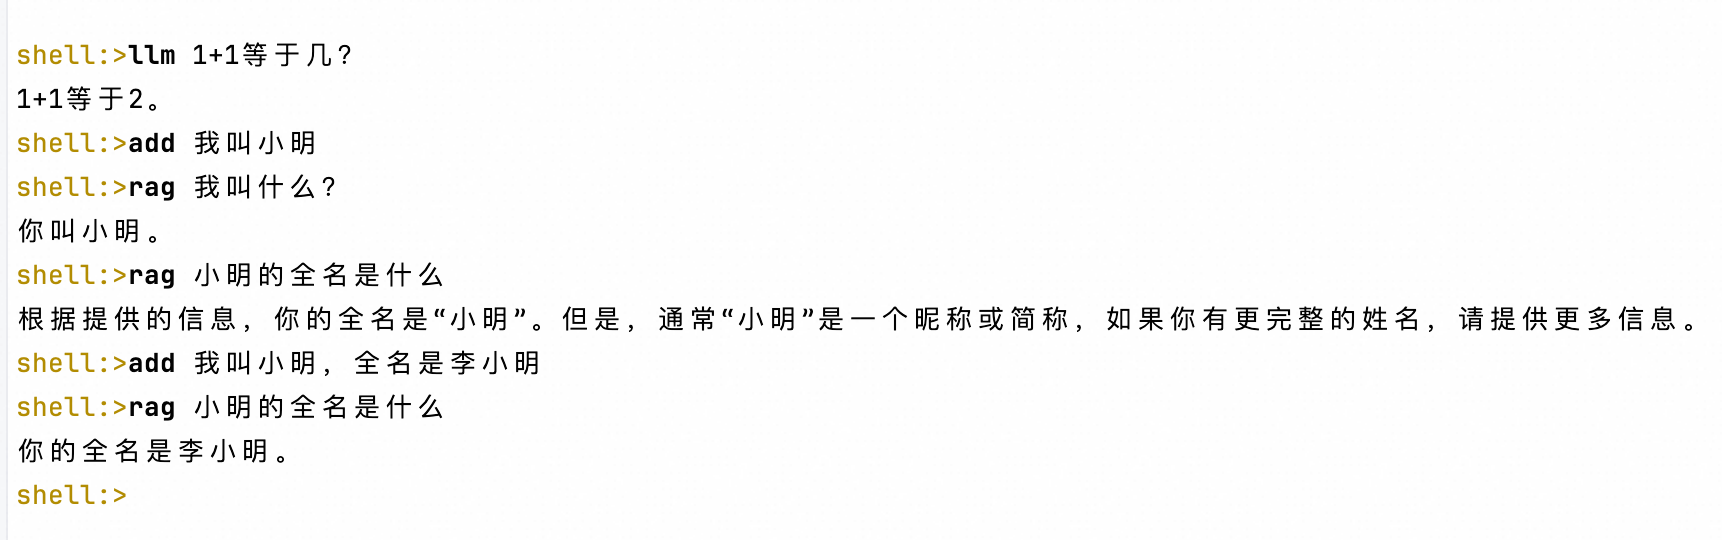 shell:>llm 1+1等于几?
1+1等于2。
shell:>add 我叫小明
shell:>rag 我叫什么?
你叫小明。
shell:>rag 小明的全名是什么
根据提供的信息，你的全名是“小明”。但是，通常“小明”是一个昵称或简称，如果你有更完整的姓名，请提供更多信息。
shell:>add 我叫小明，全名是李小明
shell:>rag 小明的全名是什么
你的全名是李小明。
shell:>